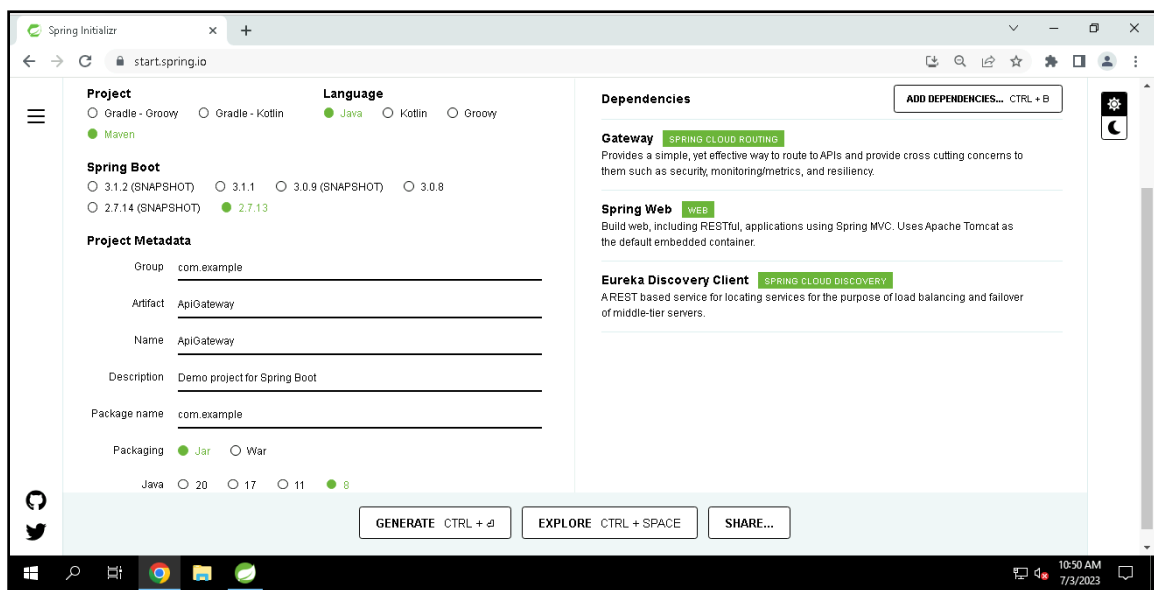 Spring Initializr
start.spring.io
Project
Gradle - Groovy Gradle - Kotlin
Maven
Language
Java Kotlin Groovy
Spring Boot
3.1.2 (SNAPSHOT) 3.1.1 3.0.9 (SNAPSHOT) 3.0.8
2.7.14 (SNAPSHOT) 2.7.13
Project Metadata
Group com.example
Artifact ApiGateway
Name ApiGateway
Description Demo project for Spring Boot
Package name com.example
Packaging Jar War
Java 20 17 11 8
Dependencies
ADD DEPENDENCIES... CTRL + B
Gateway SPRING CLOUD ROUTING
Provides a simple, yet effective way to route to APIs and provide cross cutting concerns to
them such as security, monitoring/metrics, and resiliency.
Spring Web WEB
Build web, including RESTful, applications using Spring MVC. Uses Apache Tomcat as
the default embedded container.
Eureka Discovery Client SPRING CLOUD DISCOVERY
A REST based service for locating services for the purpose of load balancing and failover
of middle-tier servers.
GENERATE CTRL + ⏎ EXPLORE CTRL + SPACE SHARE...
10:50 AM
7/3/2023